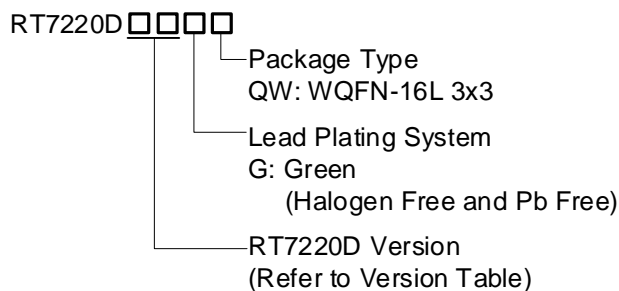 RT7220D□□□□
Package Type
QW: WQFN-16L 3x3
Lead Plating System
G: Green
(Halogen Free and Pb Free)
RT7220D Version
(Refer to Version Table)